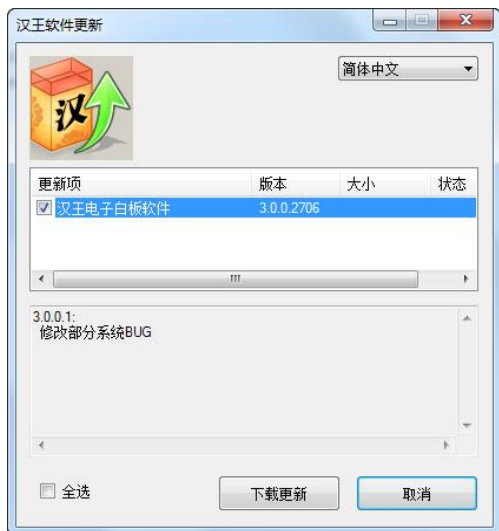 汉王软件更新
简体中文
汉
更新项 版本 大小 状态
汉王电子白板软件 3.0.0.2706
3.0.0.1:
修改部分系统BUG
全选 下载更新 取消